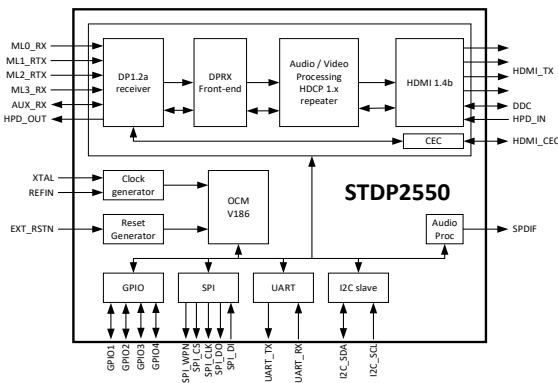 ML0_RX
ML1_RTX
ML2_RTX
ML3_RX
AUX_RX
HPD_OUT
DP1.2a
receiver
DPRX
Front-end
Audio / Video
Processing
HDCP 1.x
repeater
HDMI 1.4b
CEC
HDMI_TX
DDC
HPD_IN
HDMI_CEC
XTAL
REFIN
Clock
generator
OCM
V186
STDP2550
EXT_RSTN
Reset
Generator
Audio
Proc
SPDIF
GPIO
SPI
UART
I2C slave
GPIO1
GPIO2
GPIO3
GPIO4
SPI_WPN
SPI_CS
SPI_CLK
SPI_DO
SPI_DI
UART_TX
UART_RX
I2C_SDA
I2C_SCL